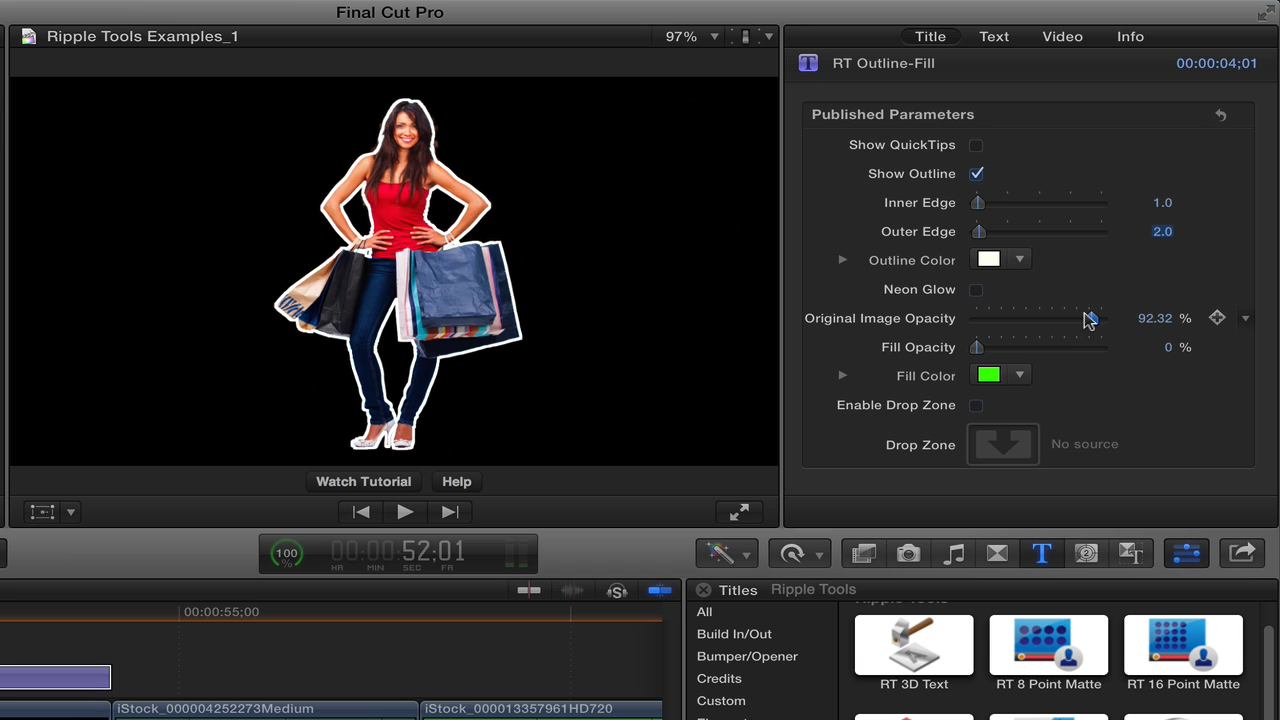 Final Cut Pro
Ripple Tools Examples_1
97%
Title Text Video Info
RT Outline-Fill
00:00:04;01
Published Parameters
Show QuickTips
Show Outline
Inner Edge 1.0
Outer Edge 2.0
Outline Color
Neon Glow
Original Image Opacity 92.32 %
Fill Opacity 0 %
Fill Color
Enable Drop Zone
Drop Zone No source
Watch Tutorial Help
100 %
00:00:52:01
HR MIN SEC FR
00:00:55;00
iStock_000004252273Medium
iStock_000013357961HD720
Titles Ripple Tools
All
Build In/Out
Bumper/Opener
Credits
Custom
Ripple Tools
RT 3D Text
RT 8 Point Matte
RT 16 Point Matte